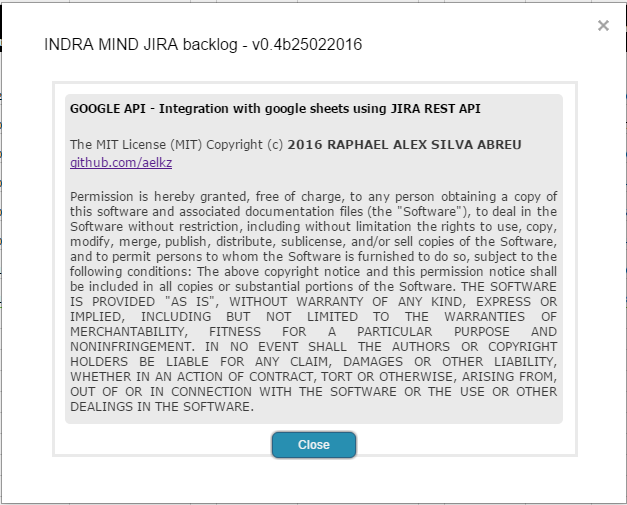 INDRA MIND JIRA backlog - v0.4b25022016
×
GOOGLE API - Integration with google sheets using JIRA REST API
The MIT License (MIT) Copyright (c) 2016 RAPHAEL ALEX SILVA ABREU
github.com/aelkz
Permission is hereby granted, free of charge, to any person obtaining a copy of
this software and associated documentation files (the "Software"), to deal in the
Software without restriction, including without limitation the rights to use, copy,
modify, merge, publish, distribute, sublicense, and/or sell copies of the Software,
and to permit persons to whom the Software is furnished to do so, subject to the
following conditions: The above copyright notice and this permission notice shall
be included in all copies or substantial portions of the Software. THE SOFTWARE
IS PROVIDED "AS IS", WITHOUT WARRANTY OF ANY KIND, EXPRESS OR
IMPLIED, INCLUDING BUT NOT LIMITED TO THE WARRANTIES OF
MERCHANTABILITY, FITNESS FOR A PARTICULAR PURPOSE AND
NONINFRINGEMENT. IN NO EVENT SHALL THE AUTHORS OR COPYRIGHT
HOLDERS BE LIABLE FOR ANY CLAIM, DAMAGES OR OTHER LIABILITY,
WHETHER IN AN ACTION OF CONTRACT, TORT OR OTHERWISE, ARISING FROM,
OUT OF OR IN CONNECTION WITH THE SOFTWARE OR THE USE OR OTHER
DEALINGS IN THE SOFTWARE.
Close